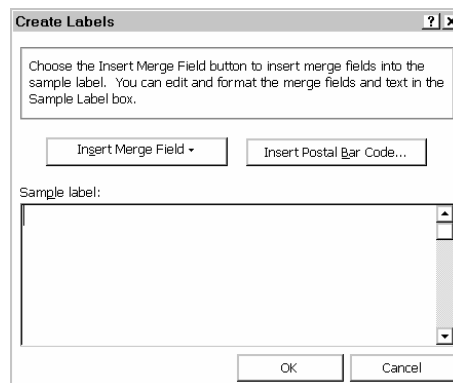 Create Labels
Choose the Insert Merge Field button to insert merge fields into the
sample label. You can edit and format the merge fields and text in the
Sample Label box.
Insert Merge Field Insert Postal Bar Code...
Sample label:
OK Cancel